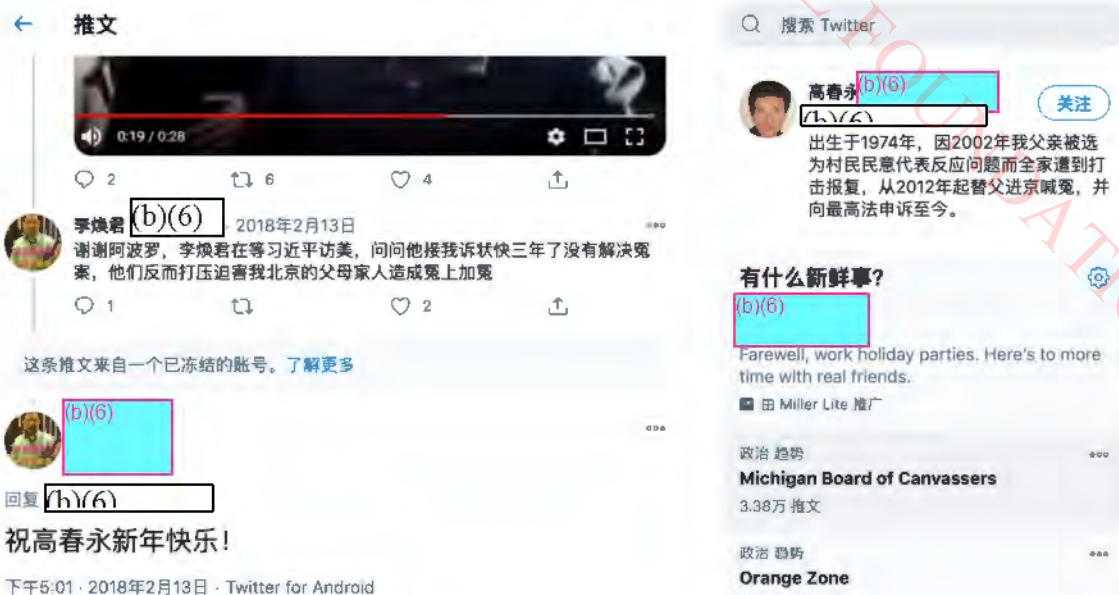 推文
0:19 / 0:28
2
6
4
李焕君 (b)(6) · 2018年2月13日
谢谢阿波罗，李焕君在等习近平访美，问问他接我诉状快三年了没有解决冤
案，他们反而打压迫害我北京的父母家人造成冤上加冤
1
2
这条推文来自一个已冻结的账号。了解更多
(b)(6)
回复 (b)(6)
祝高春永新年快乐！
下午5:01 · 2018年2月13日 · Twitter for Android
搜索 Twitter
高春永 (b)(6)
(b)(6)
关注
出生于1974年，因2002年我父亲被选
为村民民意代表反应问题而全家遭到打
击报复，从2012年起替父进京喊冤，并
向最高法申诉至今。
有什么新鲜事？
(b)(6)
Farewell, work holiday parties. Here's to more
time with real friends.
Miller Lite 推广
政治 趋势
Michigan Board of Canvassers
3.38万 推文
政治 趋势
Orange Zone
FOUNDATI